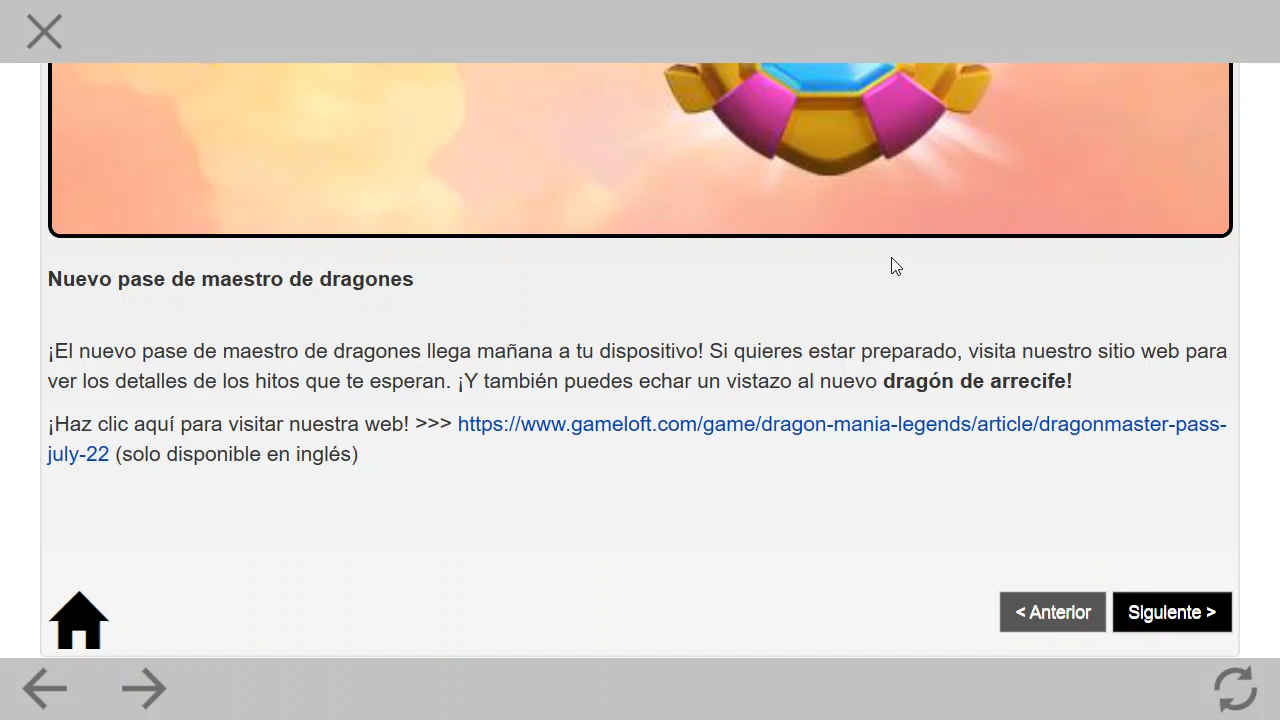 Nuevo pase de maestro de dragones
¡El nuevo pase de maestro de dragones llega mañana a tu dispositivo! Si quieres estar preparado, visita nuestro sitio web para
ver los detalles de los hitos que te esperan. ¡Y también puedes echar un vistazo al nuevo dragón de arrecife!
¡Haz clic aquí para visitar nuestra web! >>> https://www.gameloft.com/game/dragon-mania-legends/article/dragonmaster-pass-
july-22 (solo disponible en inglés)
< Anterior
Siguiente >